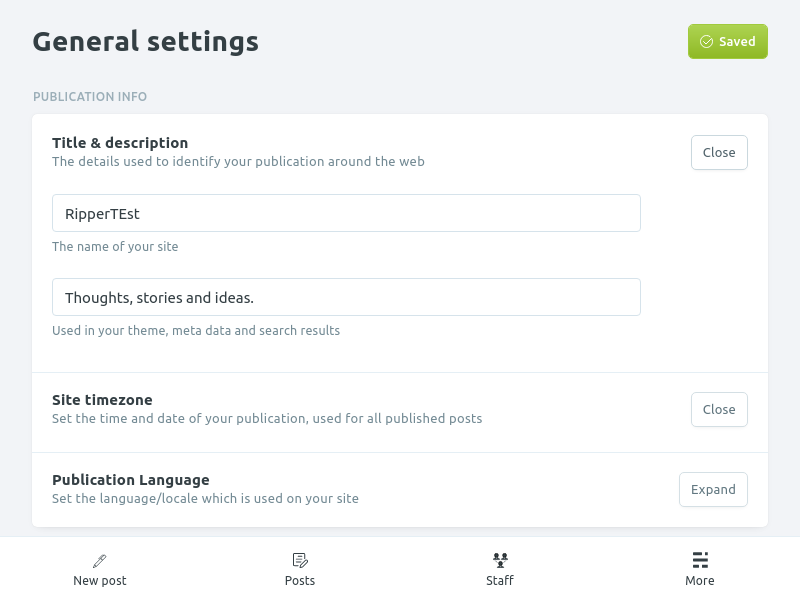 General settings
Saved
PUBLICATION INFO
Title & description
The details used to identify your publication around the web
Close
RipperTEst
The name of your site
Thoughts, stories and ideas.
Used in your theme, meta data and search results
Site timezone
Set the time and date of your publication, used for all published posts
Close
Publication Language
Set the language/locale which is used on your site
Expand
New post
Posts
Staff
More